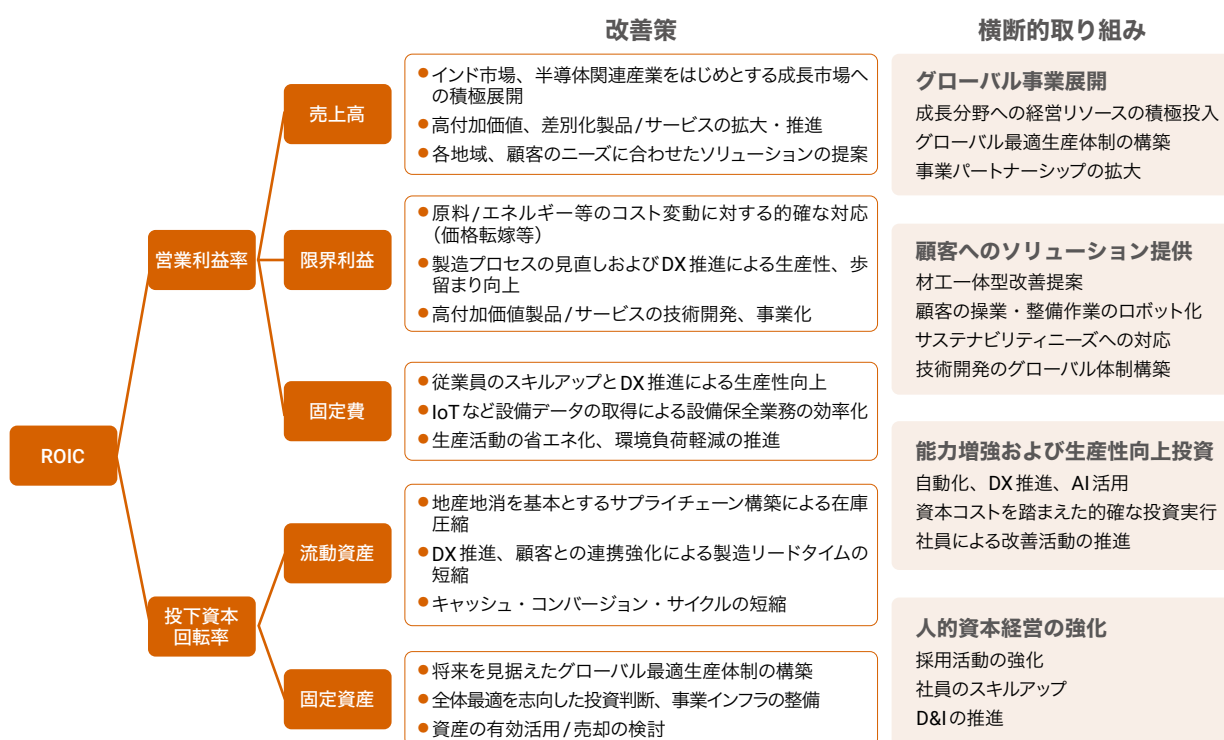 改善策
横断的取り組み
ROIC
営業利益率
投下資本
回転率
売上高
●インド市場、半導体関連産業をはじめとする成長市場へ
の積極展開
●高付加価値、差別化製品/サービスの拡大・推進
●各地域、顧客のニーズに合わせたソリューションの提案
限界利益
●原料/エネルギー等のコスト変動に対する的確な対応
（価格転嫁等）
●製造プロセスの見直しおよびDX推進による生産性、歩
留まり向上
●高付加価値製品/サービスの技術開発、事業化
固定費
●従業員のスキルアップとDX推進による生産性向上
●IoTなど設備データの取得による設備保全業務の効率化
●生産活動の省エネ化、環境負荷軽減の推進
流動資産
●地産地消を基本とするサプライチェーン構築による在庫
圧縮
●DX推進、顧客との連携強化による製造リードタイムの
短縮
●キャッシュ・コンバージョン・サイクルの短縮
固定資産
●将来を見据えたグローバル最適生産体制の構築
●全体最適を志向した投資判断、事業インフラの整備
●資産の有効活用/売却の検討
グローバル事業展開
成長分野への経営リソースの積極投入
グローバル最適生産体制の構築
事業パートナーシップの拡大
顧客へのソリューション提供
材工一体型改善提案
顧客の操業・整備作業のロボット化
サステナビリティニーズへの対応
技術開発のグローバル体制構築
能力増強および生産性向上投資
自動化、DX推進、AI活用
資本コストを踏まえた的確な投資実行
社員による改善活動の推進
人的資本経営の強化
採用活動の強化
社員のスキルアップ
D&Iの推進